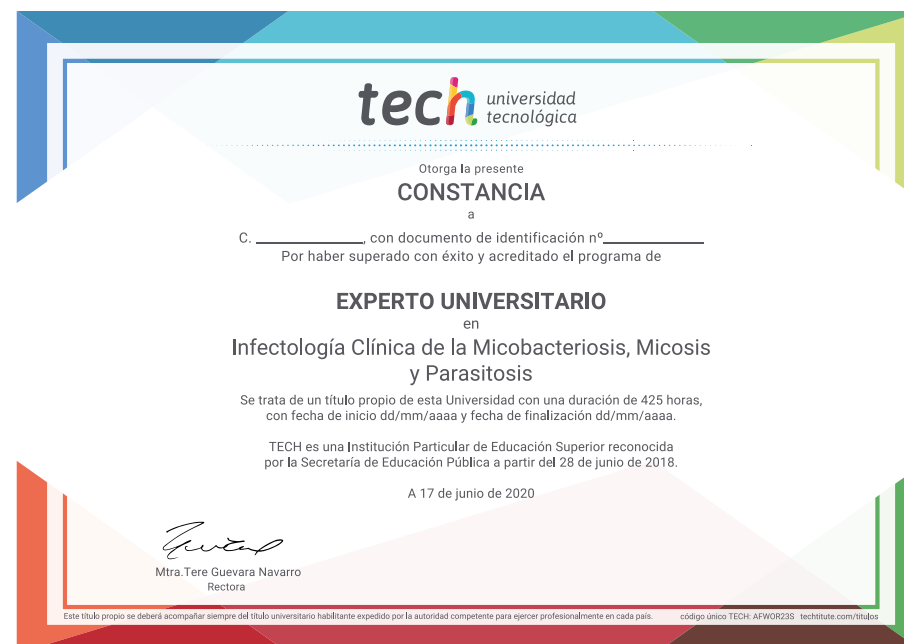 tech universidad
tecnológica
Otorga la presente
CONSTANCIA
a
C. ____________, con documento de identificación nº____________
Por haber superado con éxito y acreditado el programa de
EXPERTO UNIVERSITARIO
en
Infectología Clínica de la Micobacteriosis, Micosis
y Parasitosis
Se trata de un título propio de esta Universidad con una duración de 425 horas,
con fecha de inicio dd/mm/aaaa y fecha de finalización dd/mm/aaaa.
TECH es una Institución Particular de Educación Superior reconocida
por la Secretaría de Educación Pública a partir del 28 de junio de 2018.
A 17 de junio de 2020
Mtra.Tere Guevara Navarro
Rectora
Este título propio se deberá acompañar siempre del título universitario habilitante expedido por la autoridad competente para ejercer profesionalmente en cada país. código único TECH: AFWOR23S techtitute.com/titulos